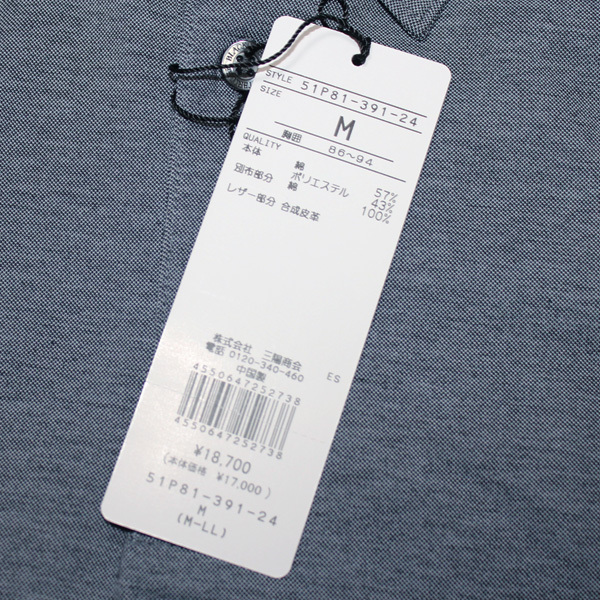 STYLE 51P81-391-24
SIZE
M
胸囲 86~94
QUALITY
本体 綿 57%
ポリエステル 43%
別布部分 綿 100%
レザー部分 合成皮革
株式会社 三陽商会
電話 0120-340-460
中国製 ES
4550647252738
4550647252738
¥18,700
(本体価格 ¥17,000)
51P81-391-24
M
(M-LL)